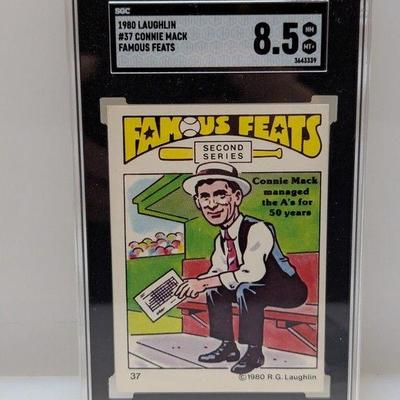 SGC
1980 LAUGHLIN
#37 CONNIE MACK
FAMOUS FEATS
8.5
NM
MT+
3643339
FAMOUS FEATS
SECOND
SERIES
Connie Mack
managed
the A's for
50 years
37
©1980 R.G. Laughlin